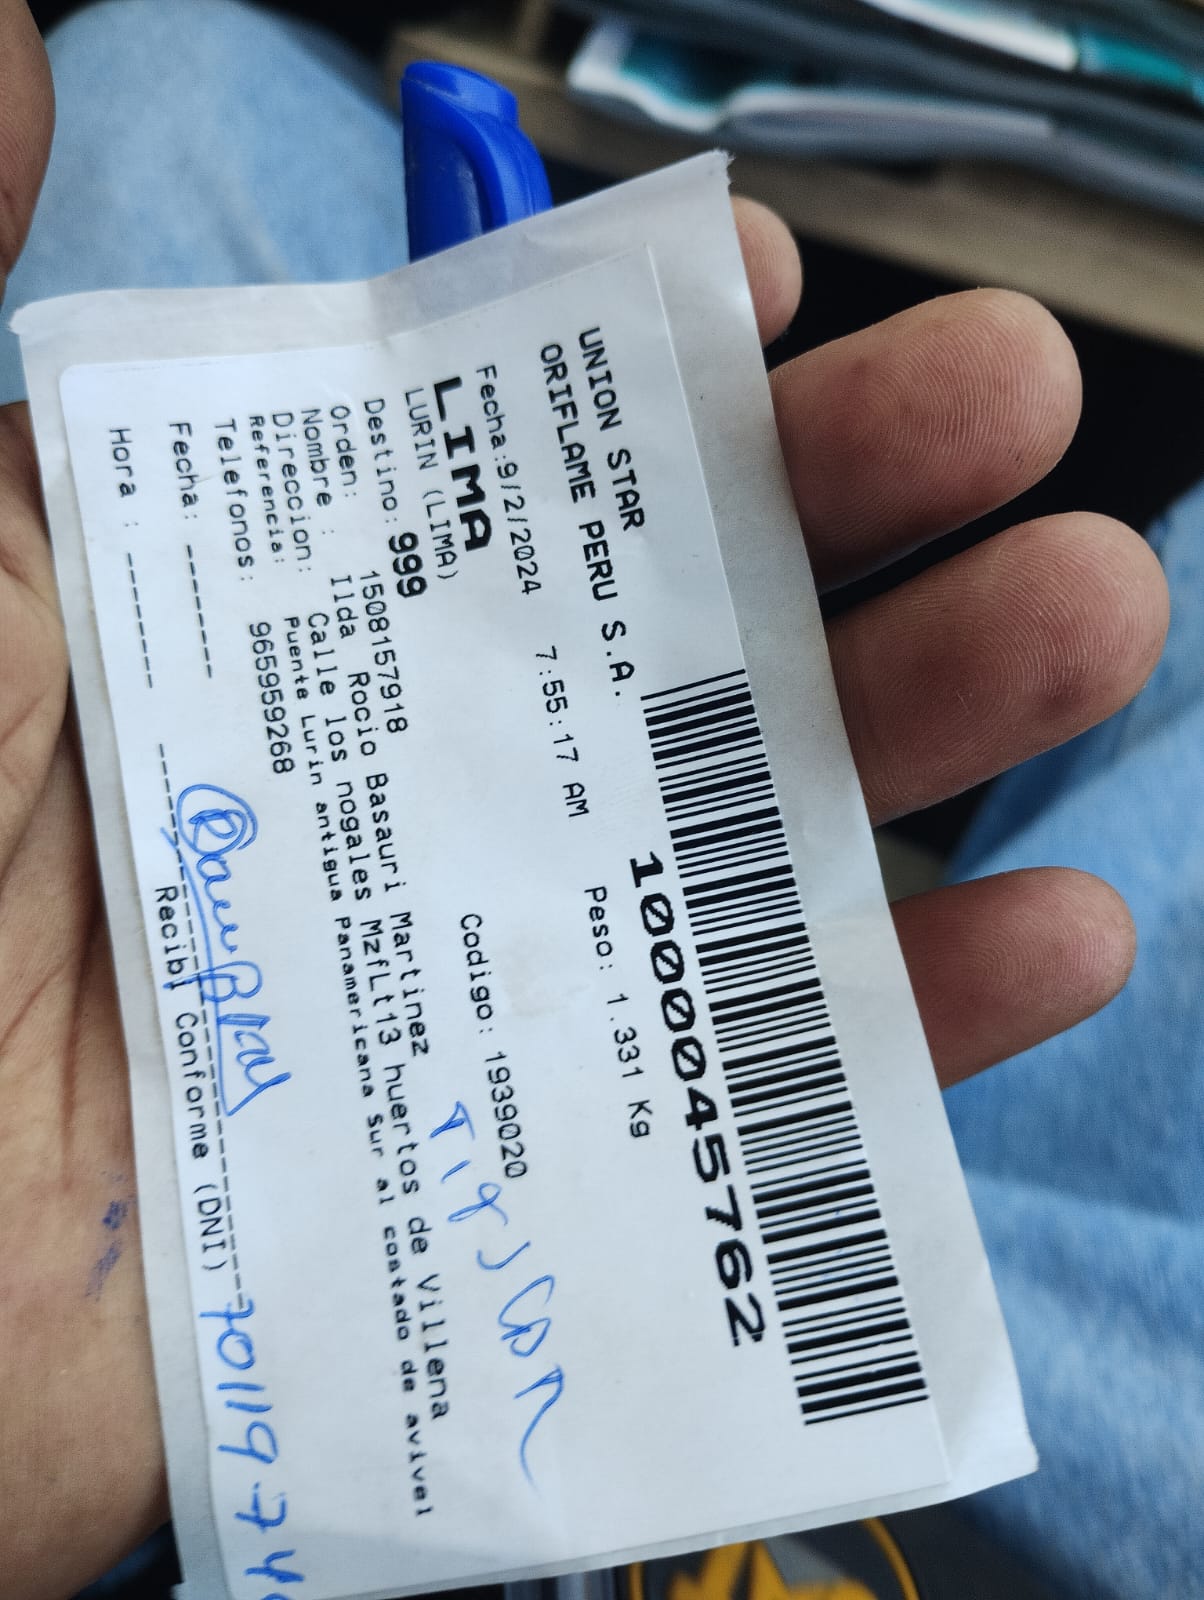 UNION STAR
ORIFLAME PERU S.A.
1000045762
Fecha:9/2/2024 7:55:17 AM Peso: 1.331 Kg
LIMA
LURIN (LIMA) Codigo: 1939020
Destino: 999
Orden: 1508157918
Nombre : Ilda Rocio Basauri Martinez
Direccion: Calle los nogales MzfLt13 huertos de Villena
Referencia: Puente Lurin antigua Panamericana Sur al costado de avivel
Telefonos: 965959268
Fecha: -------
Hora : --------
Recibi Conforme (DNI) 7011974